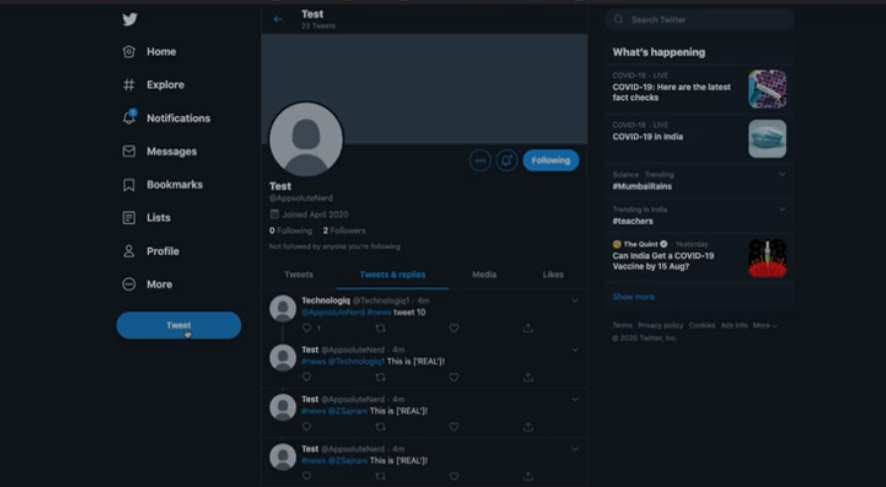 Test
23 Tweets
Search Twitter
Home
Explore
1
Notifications
Messages
Bookmarks
Lists
Profile
More
Tweet
Following
Test
@AppsoluteNerd
Joined April 2020
0 Following 2 Followers
Not followed by anyone you're following
Tweets Tweets & replies Media Likes
Technologiq @Technologiq1 · 4m
@AppsoluteNerd #news tweet 10
1
Test @AppsoluteNerd · 4m
#news @Technologiq1 This is ['REAL']!
Test @AppsoluteNerd · 4m
#news @ZSajnani This is ['REAL']!
Test @AppsoluteNerd · 4m
#news @ZSajnani This is ['REAL']!
What's happening
COVID-19 · LIVE
COVID-19: Here are the latest
fact checks
COVID-19 · LIVE
COVID-19 in India
Science · Trending
#MumbaiRains
Trending in India
#teachers
The Quint · Yesterday
Can India Get a COVID-19
Vaccine by 15 Aug?
Show more
Terms Privacy policy Cookies Ads info More
© 2020 Twitter, Inc.